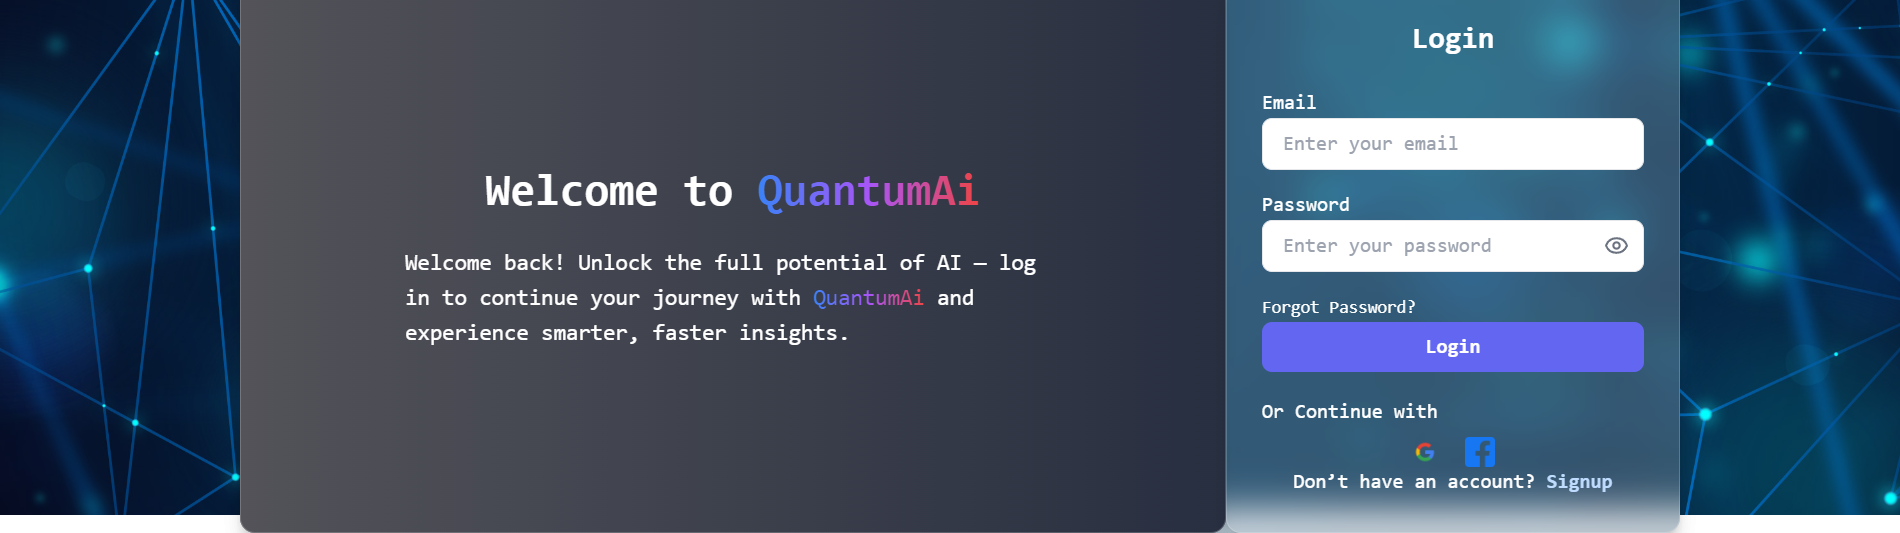 Welcome to QuantumAi
Welcome back! Unlock the full potential of AI — log
in to continue your journey with QuantumAi and
experience smarter, faster insights.
Login
Email
Enter your email
Password
Enter your password
Forgot Password?
Login
Or Continue with
Don’t have an account? Signup